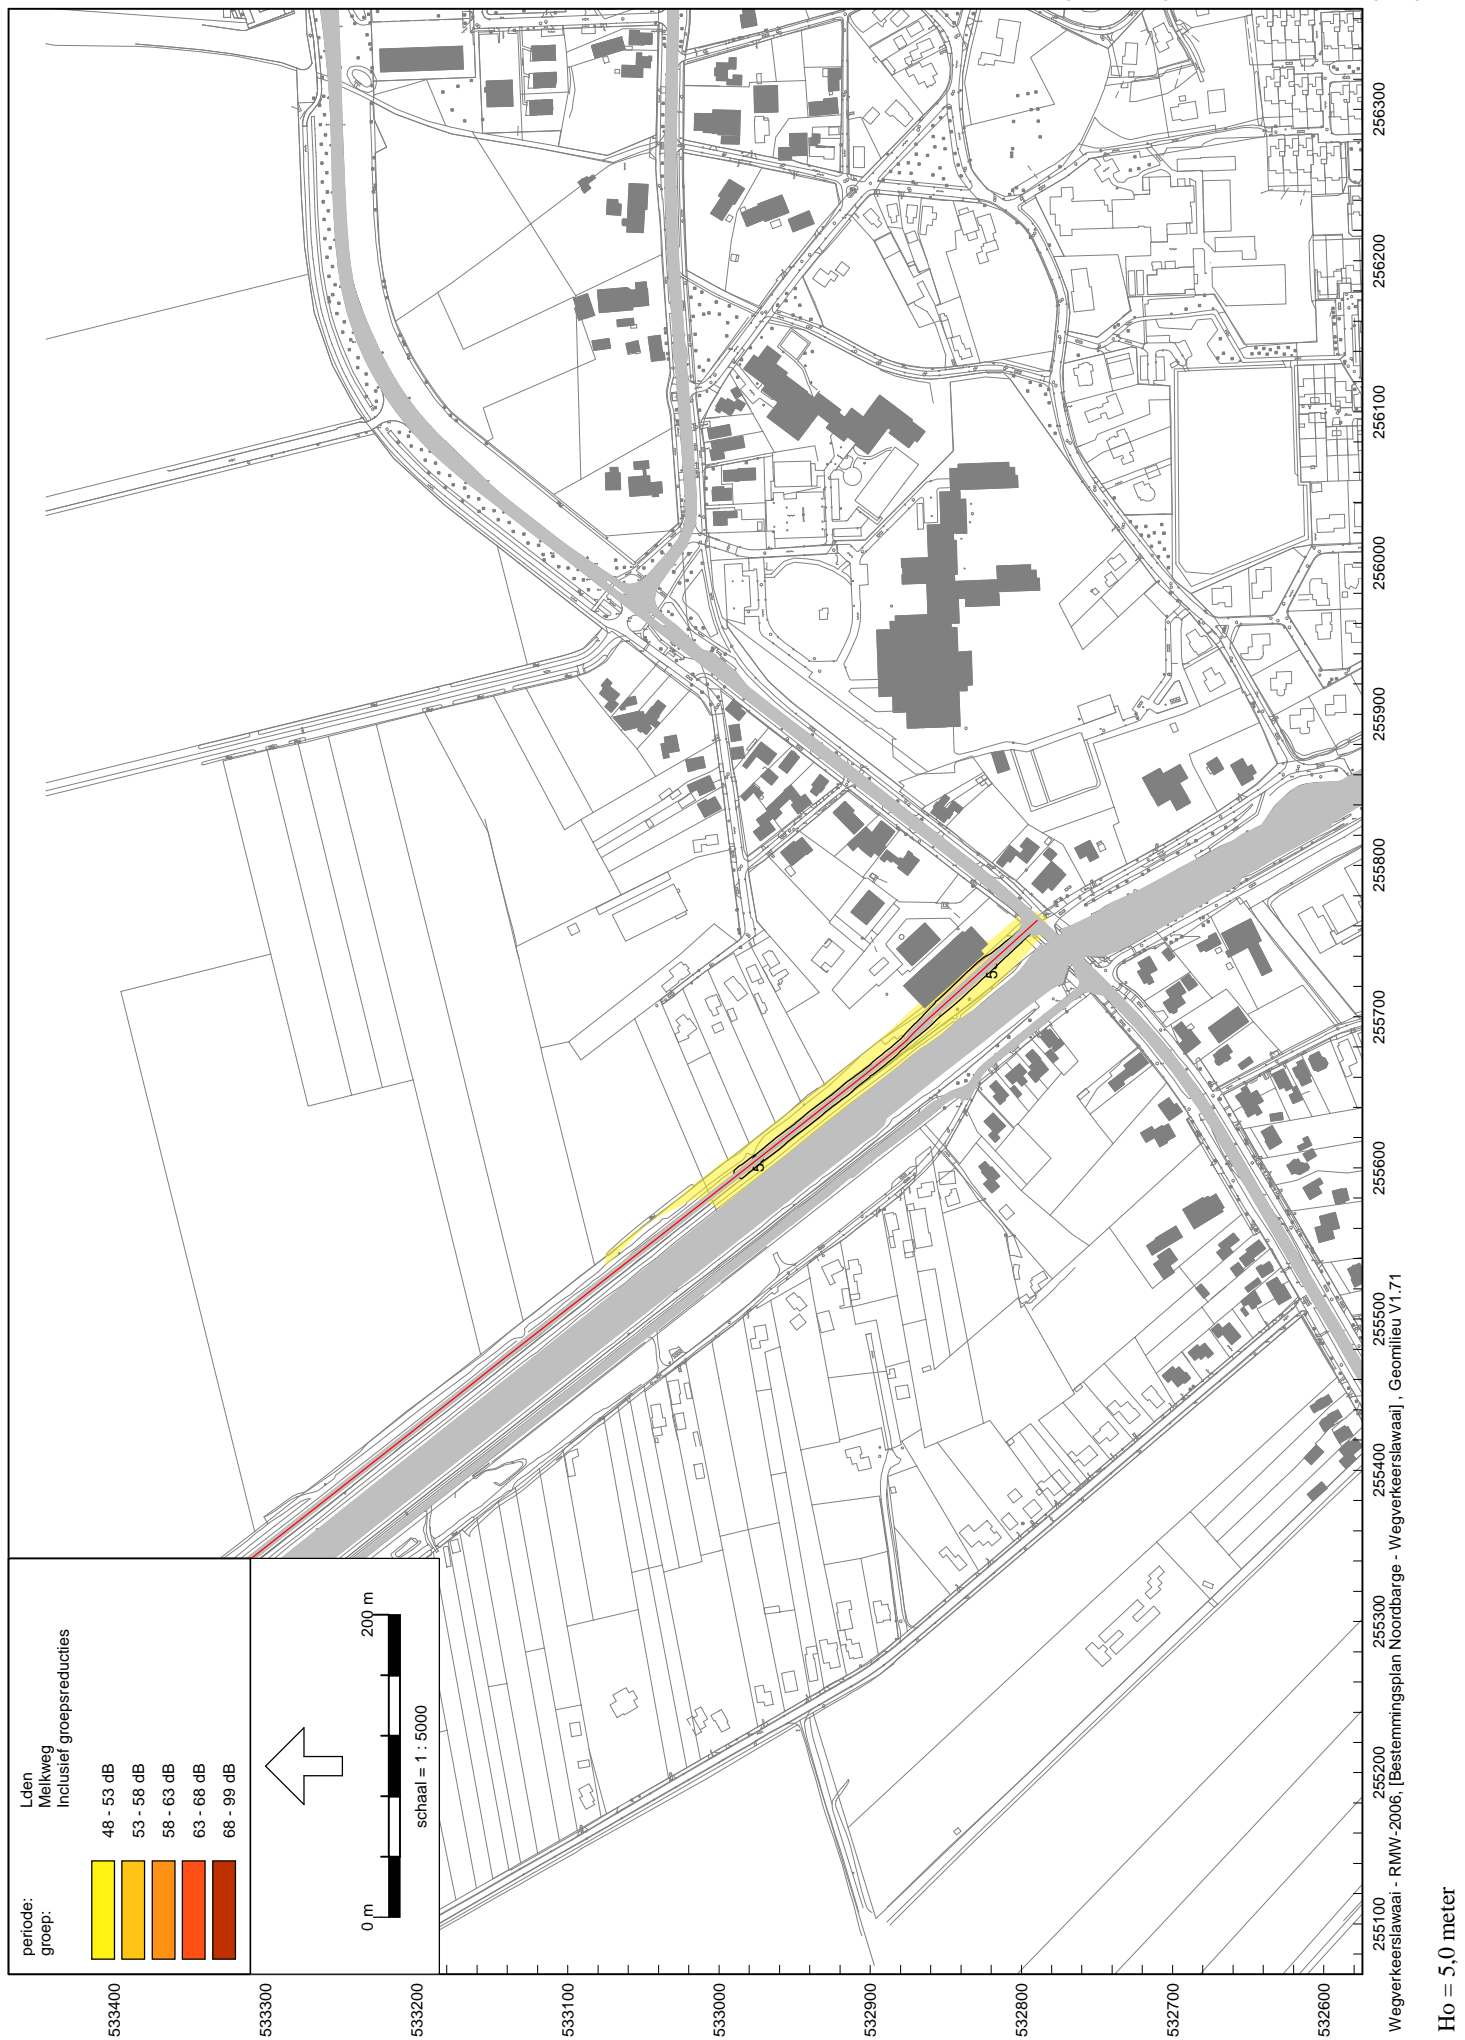 periode: Lden
groep: Melkweg
Inclusief groepsreducties
48 - 53 dB
53 - 58 dB
58 - 63 dB
63 - 68 dB
68 - 99 dB
0 m 200 m
schaal = 1 : 5000
533400
533300
533200
533100
533000
532900
532800
532700
532600
255100 255200 255300 255400 255500 255600 255700 255800 255900 256000 256100 256200 256300
Wegverkeerslawaai - RMW-2006, [Bestemmingsplan Noordbarge - Wegverkeerslawaai] , Geomilieu V1.71
Ho = 5,0 meter